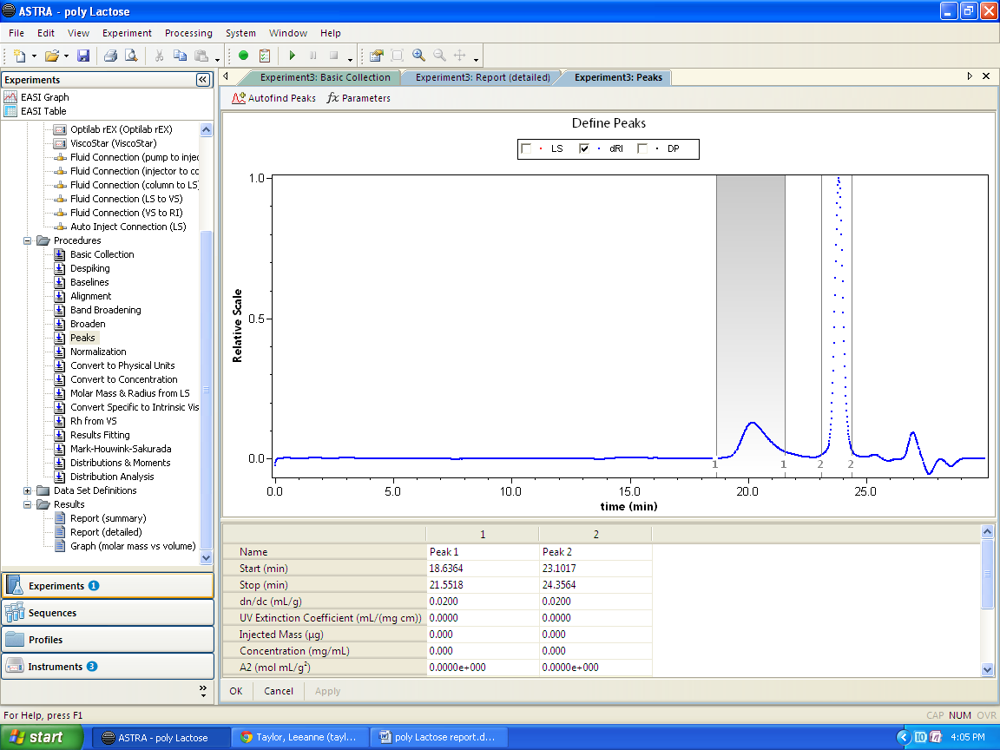 ASTRA - poly Lactose
File Edit View Experiment Processing System Window Help
Experiments
EASI Graph
EASI Table
Optilab rEX (Optilab rEX)
ViscoStar (ViscoStar)
Fluid Connection (pump to injec
Fluid Connection (injector to co
Fluid Connection (column to LS)
Fluid Connection (LS to VS)
Fluid Connection (VS to RI)
Auto Inject Connection (LS)
Procedures
Basic Collection
Despiking
Baselines
Alignment
Band Broadening
Broaden
Peaks
Normalization
Convert to Physical Units
Convert to Concentration
Molar Mass & Radius from LS
Convert Specific to Intrinsic Vis
Rh from VS
Results Fitting
Mark-Houwink-Sakurada
Distributions & Moments
Distribution Analysis
Data Set Definitions
Results
Report (summary)
Report (detailed)
Graph (molar mass vs volume)
Experiments 1
Sequences
Profiles
Instruments 3
Experiment3: Basic Collection Experiment3: Report (detailed) Experiment3: Peaks
Autofind Peaks fx Parameters
Define Peaks
LS dRI DP
Relative Scale
1.0
0.5
0.0
1 1 2 2
0.0 5.0 10.0 15.0 20.0 25.0
time (min)
1 2
Name Peak 1 Peak 2
Start (min) 18.6364 23.1017
Stop (min) 21.5518 24.3564
dn/dc (mL/g) 0.0200 0.0200
UV Extinction Coefficient (mL/(mg cm)) 0.0000 0.0000
Injected Mass (µg) 0.000 0.000
Concentration (mg/mL) 0.000 0.000
A2 (mol mL/g²) 0.0000e+000 0.0000e+000
OK Cancel Apply
For Help, press F1 CAP NUM OVR
start ASTRA - poly Lactose Taylor, Leeanne (tayl... poly Lactose report.d... 4:05 PM